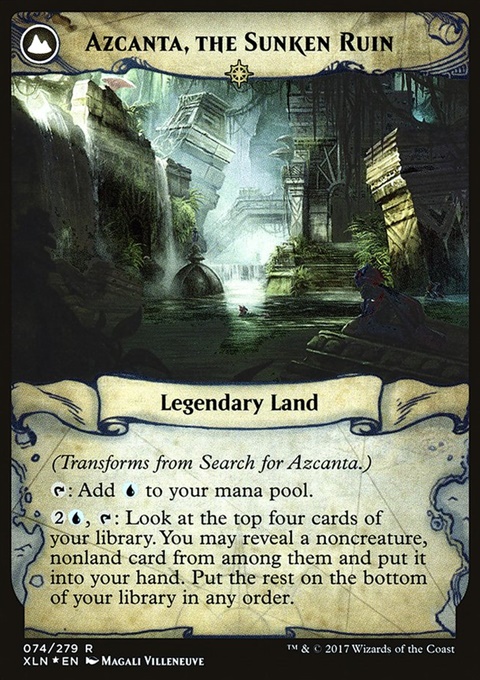 Azcanta, the Sunken Ruin
Legendary Land
(Transforms from Search for Azcanta.)
: Add to your mana pool.
2, : Look at the top four cards of
your library. You may reveal a noncreature,
nonland card from among them and put it
into your hand. Put the rest on the bottom
of your library in any order.
074/279 R
XLN ★ EN Magali Villeneuve
™ & © 2017 Wizards of the Coast